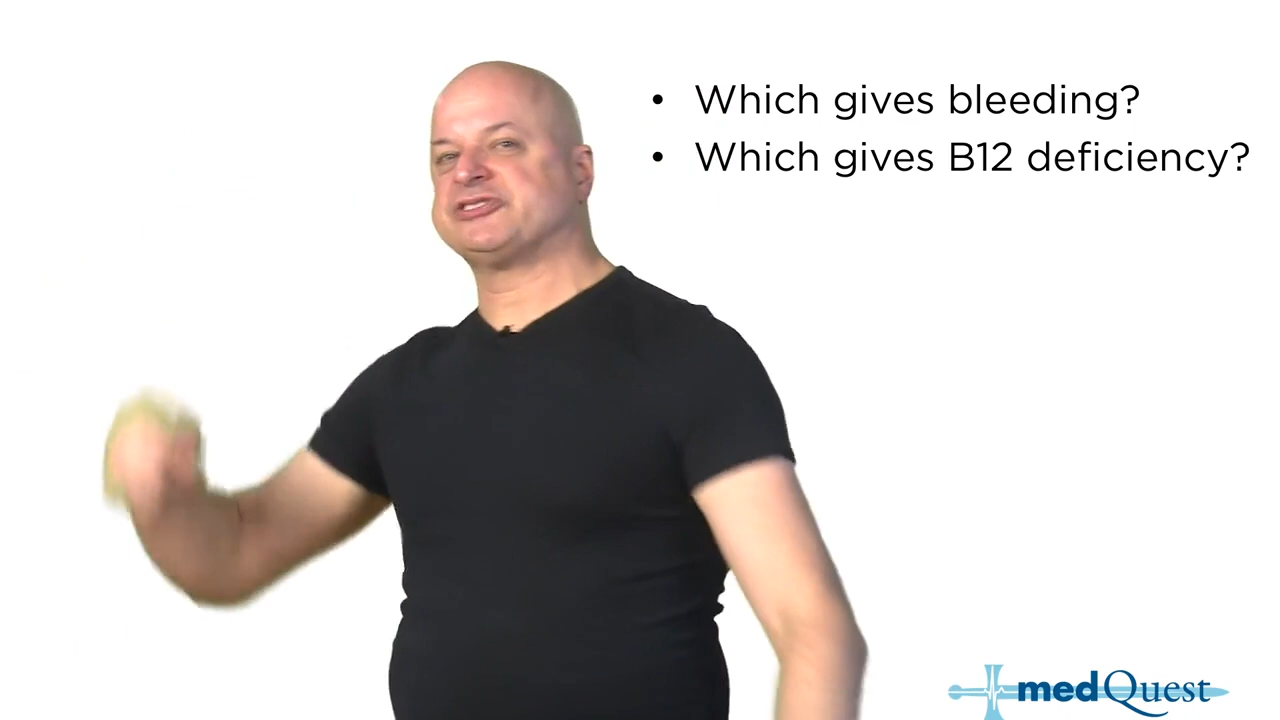 • Which gives bleeding?
• Which gives B12 deficiency?
medQuest